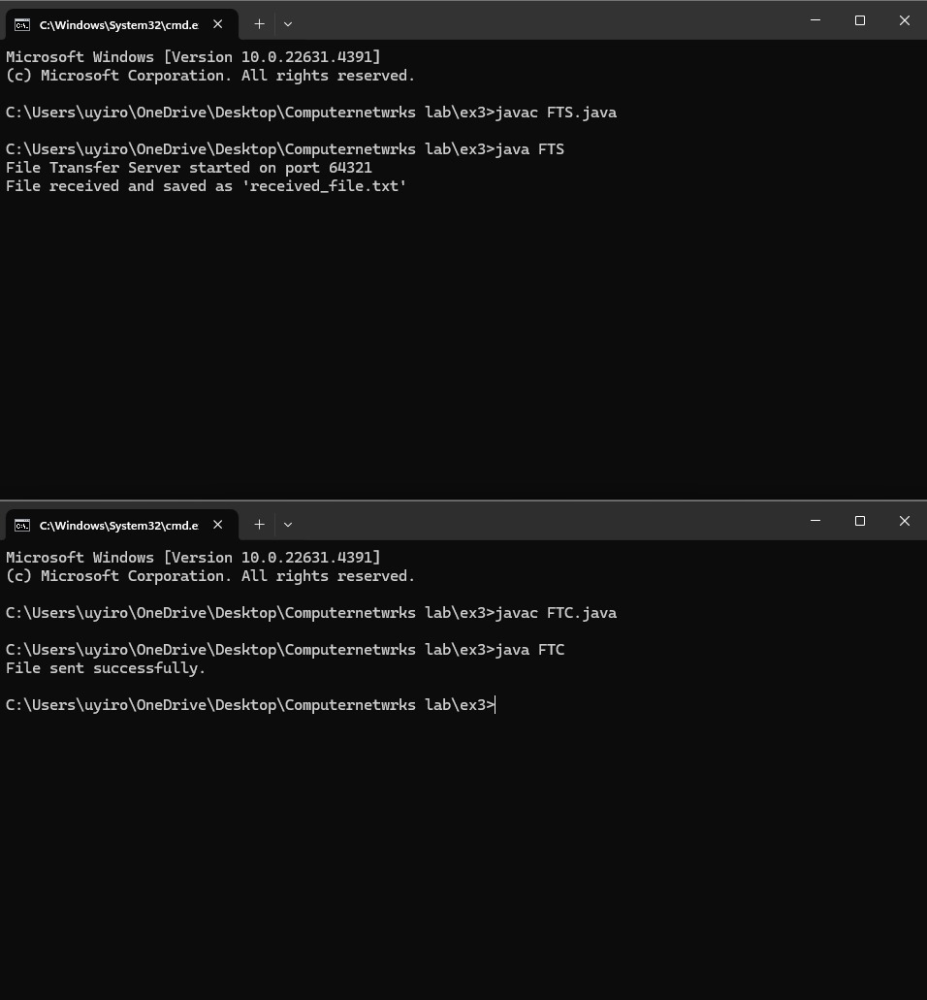 C:\Windows\System32\cmd.e
Microsoft Windows [Version 10.0.22631.4391]
(c) Microsoft Corporation. All rights reserved.
C:\Users\uyiro\OneDrive\Desktop\Computernetwrks lab\ex3>javac FTS.java
C:\Users\uyiro\OneDrive\Desktop\Computernetwrks lab\ex3>java FTS
File Transfer Server started on port 64321
File received and saved as 'received_file.txt'
C:\Windows\System32\cmd.e
Microsoft Windows [Version 10.0.22631.4391]
(c) Microsoft Corporation. All rights reserved.
C:\Users\uyiro\OneDrive\Desktop\Computernetwrks lab\ex3>javac FTC.java
C:\Users\uyiro\OneDrive\Desktop\Computernetwrks lab\ex3>java FTC
File sent successfully.
C:\Users\uyiro\OneDrive\Desktop\Computernetwrks lab\ex3>